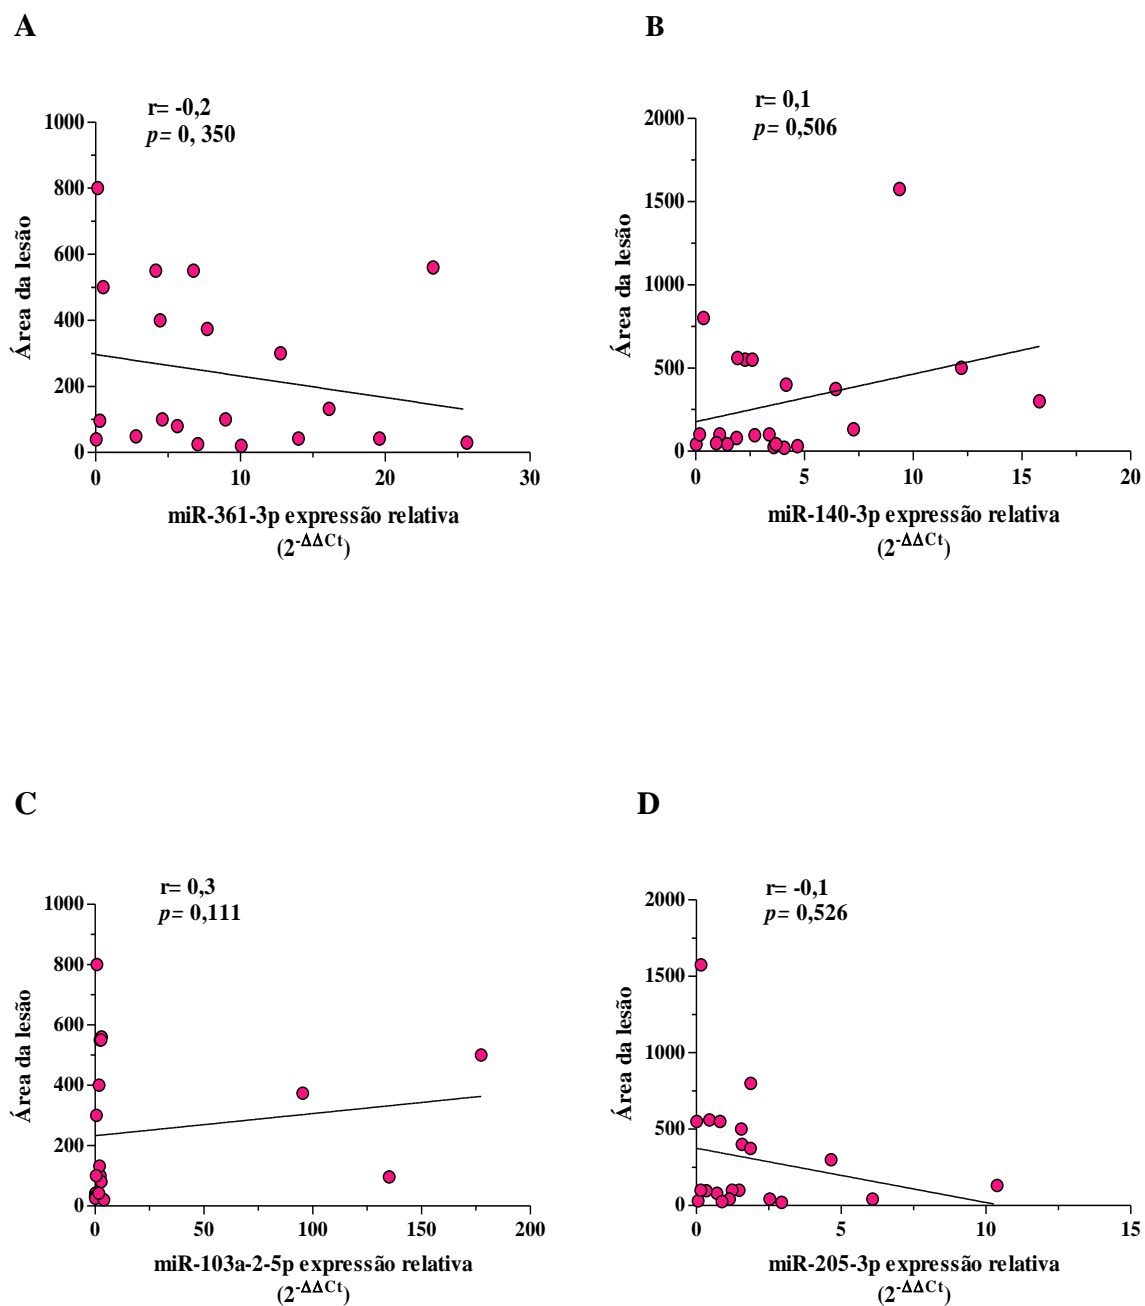 A
r= -0,2
p= 0, 350
Área da lesão
1000
800
600
400
200
0
0 10 20 30
miR-361-3p expressão relativa
(2-ΔΔCt)
B
r= 0,1
p= 0,506
Área da lesão
2000
1500
1000
500
0
0 5 10 15 20
miR-140-3p expressão relativa
(2-ΔΔCt)
C
r= 0,3
p= 0,111
Área da lesão
1000
800
600
400
200
0
0 50 100 150 200
miR-103a-2-5p expressão relativa
(2-ΔΔCt)
D
r= -0,1
p= 0,526
Área da lesão
2000
1500
1000
500
0
0 5 10 15
miR-205-3p expressão relativa
(2-ΔΔCt)